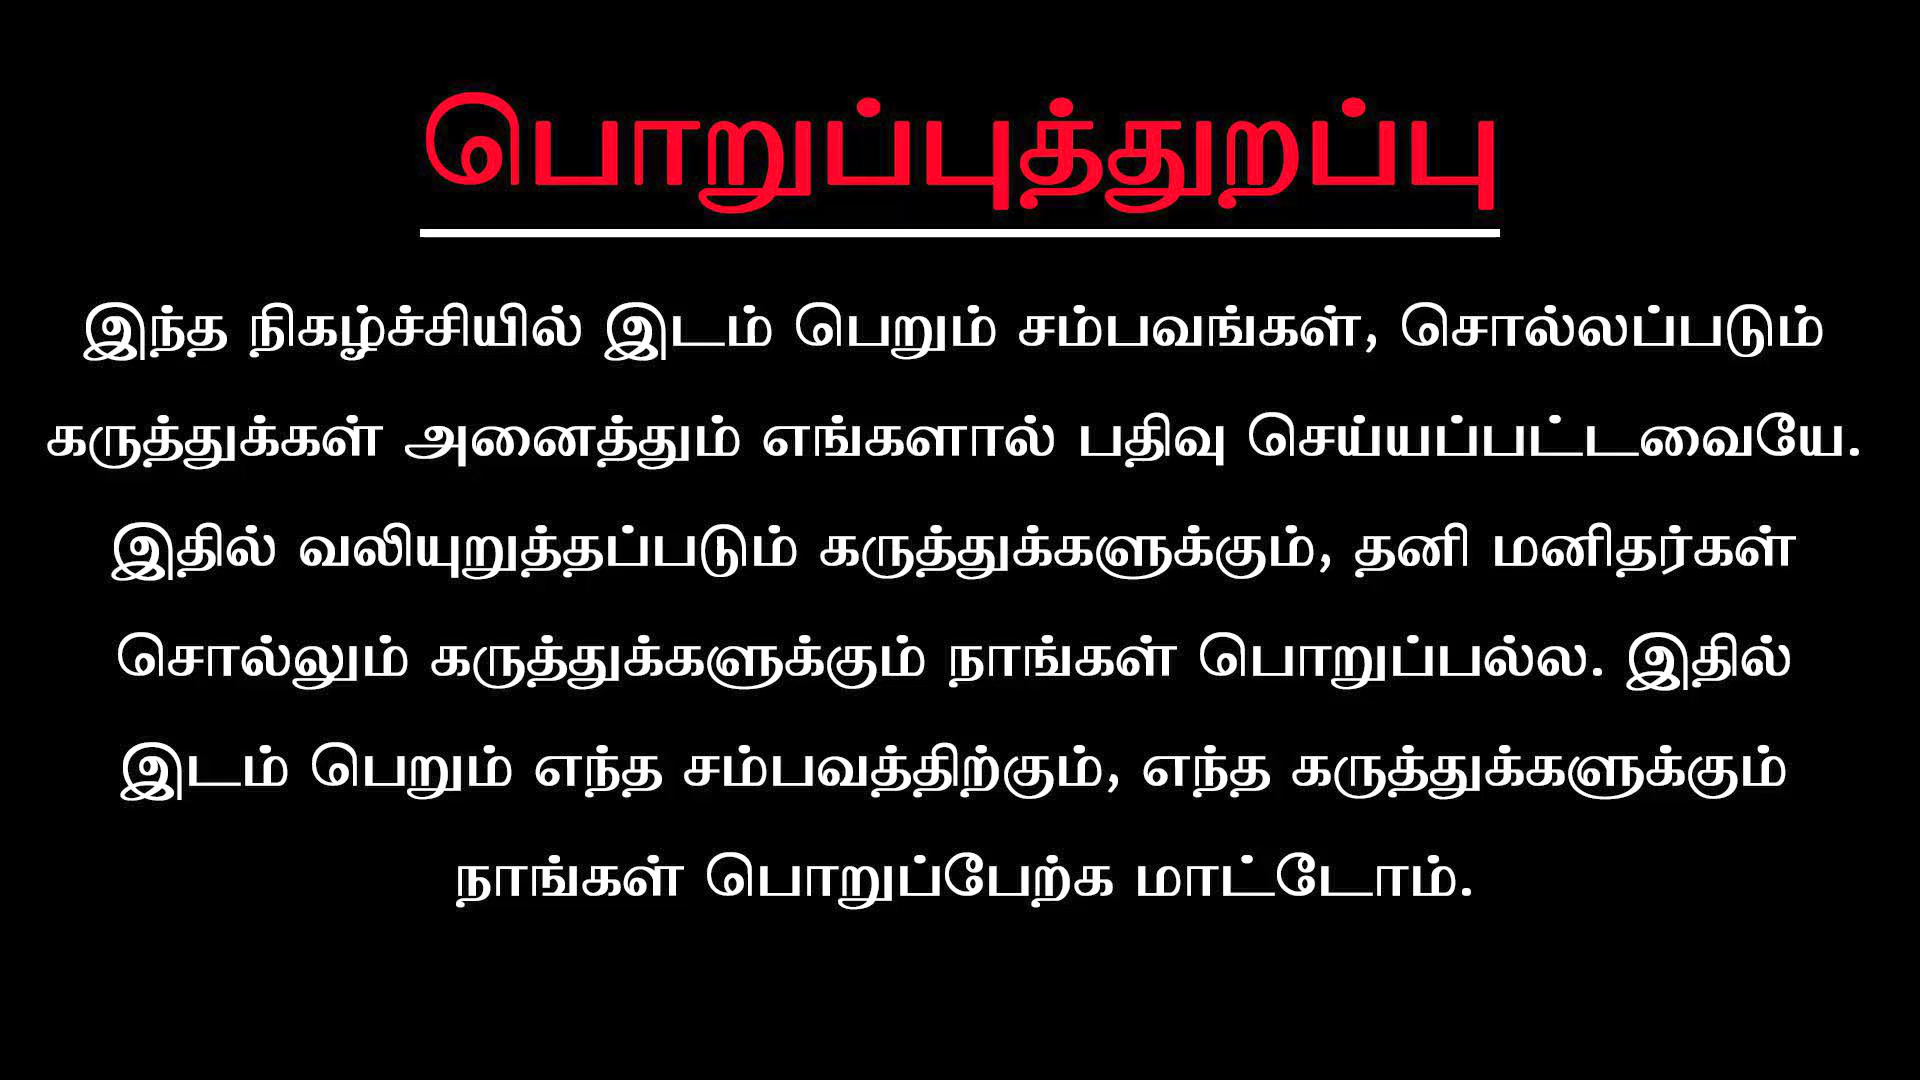 பொறுப்புத்துறப்பு
இந்த நிகழ்ச்சியில் இடம் பெறும் சம்பவங்கள், சொல்லப்படும்
கருத்துக்கள் அனைத்தும் எங்களால் பதிவு செய்யப்பட்டவையே.
இதில் வலியுறுத்தப்படும் கருத்துக்களுக்கும், தனி மனிதர்கள்
சொல்லும் கருத்துக்களுக்கும் நாங்கள் பொறுப்பல்ல. இதில்
இடம் பெறும் எந்த சம்பவத்திற்கும், எந்த கருத்துக்களுக்கும்
நாங்கள் பொறுப்பேற்க மாட்டோம்.